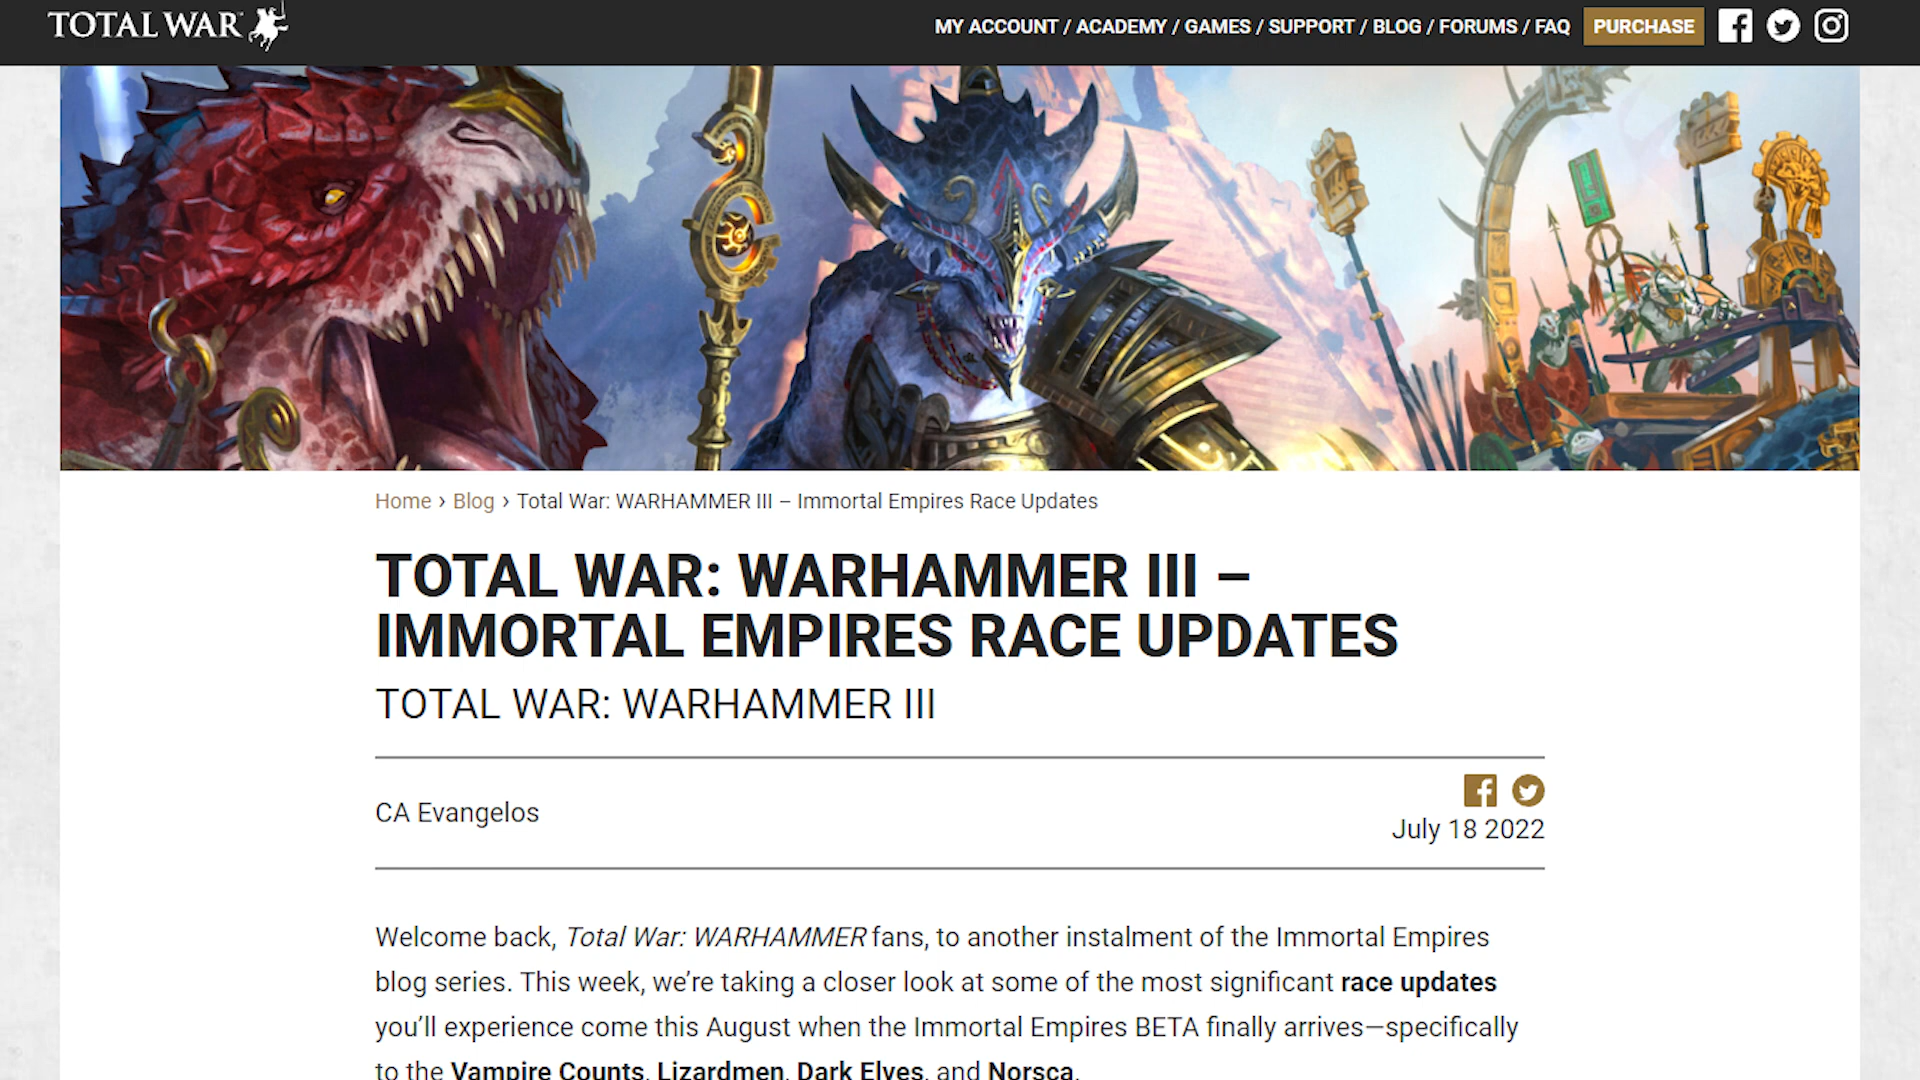 TOTAL WAR
MY ACCOUNT / ACADEMY / GAMES / SUPPORT / BLOG / FORUMS / FAQ PURCHASE
Home › Blog › Total War: WARHAMMER III – Immortal Empires Race Updates
TOTAL WAR: WARHAMMER III –
IMMORTAL EMPIRES RACE UPDATES
TOTAL WAR: WARHAMMER III
CA Evangelos
July 18 2022
Welcome back, Total War: WARHAMMER fans, to another instalment of the Immortal Empires
blog series. This week, we’re taking a closer look at some of the most significant race updates
you’ll experience come this August when the Immortal Empires BETA finally arrives—specifically
to the Vampire Counts, Lizardmen, Dark Elves, and Norsca.